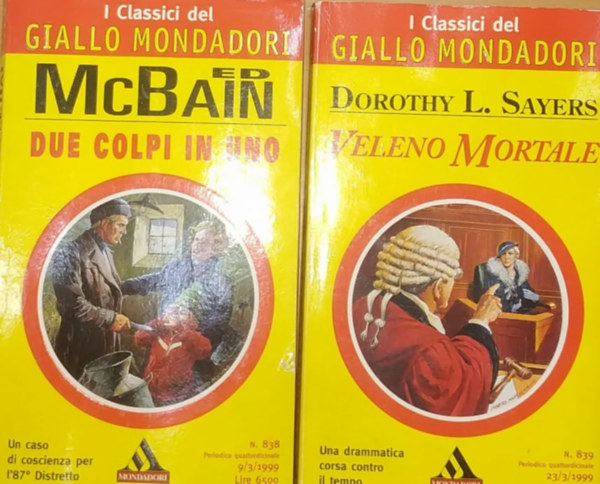 I Classici del
GIALLO MONDADORI
ED
McBAIN
DUE COLPI IN UNO
Un caso
di coscienza per
l'87° Distretto
MONDADORI
N. 838
Periodico quattordicinale
9/3/1999
Lire 6500
I Classici del
GIALLO MONDADORI
DOROTHY L. SAYERS
VELENO MORTALE
Una drammatica
corsa contro
il tempo
MONDADORI
N. 839
Periodico quattordicinale
23/3/1999